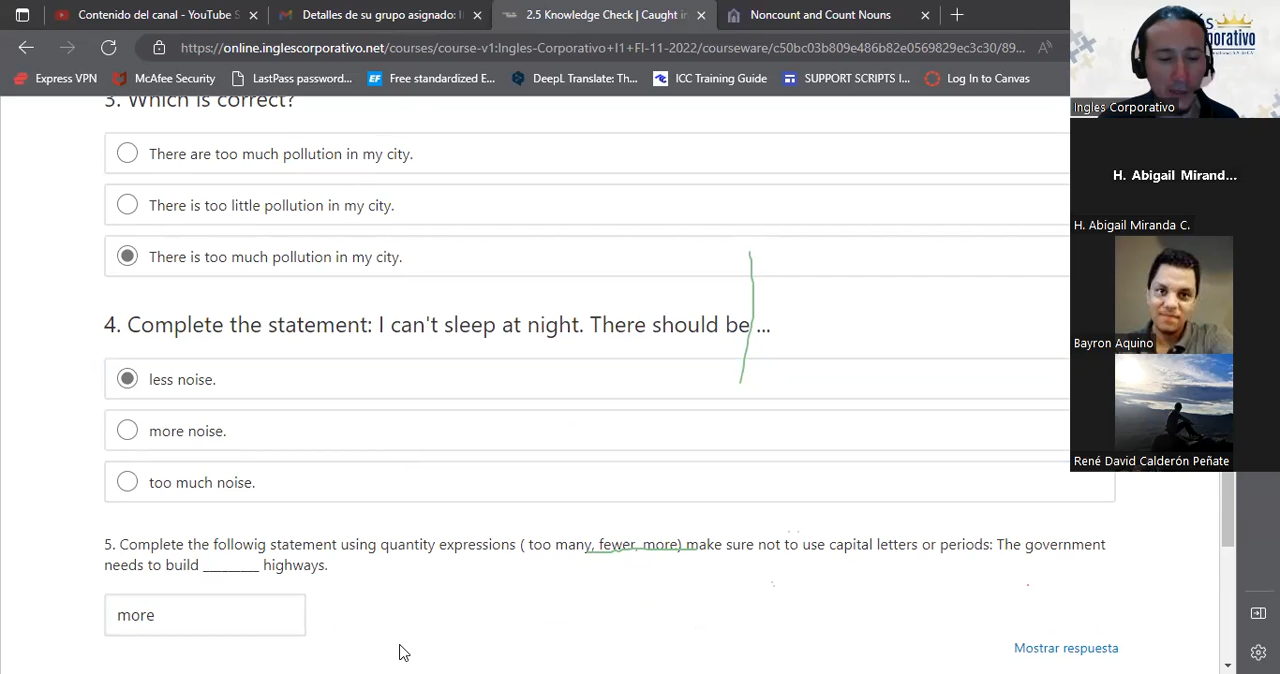 Contenido del canal - YouTube S
Detalles de su grupo asignado: I
2.5 Knowledge Check | Caught in
Noncount and Count Nouns
https://online.inglescorporativo.net/courses/course-v1:Ingles-Corporativo+I1+FI-11-2022/courseware/c50bc03b809e486b82e0569829ec3c30/89...
Express VPN
McAfee Security
LastPass password...
Free standardized E...
DeepL Translate: Th...
ICC Training Guide
SUPPORT SCRIPTS I...
Log In to Canvas
3. Which is correct?
There are too much pollution in my city.
There is too little pollution in my city.
There is too much pollution in my city.
4. Complete the statement: I can't sleep at night. There should be ...
less noise.
more noise.
too much noise.
5. Complete the followig statement using quantity expressions ( too many, fewer, more) make sure not to use capital letters or periods: The government
needs to build ________ highways.
more
Mostrar respuesta
Ingles Corporativo
H. Abigail Mirand...
H. Abigail Miranda C.
Bayron Aquino
René David Calderón Peñate